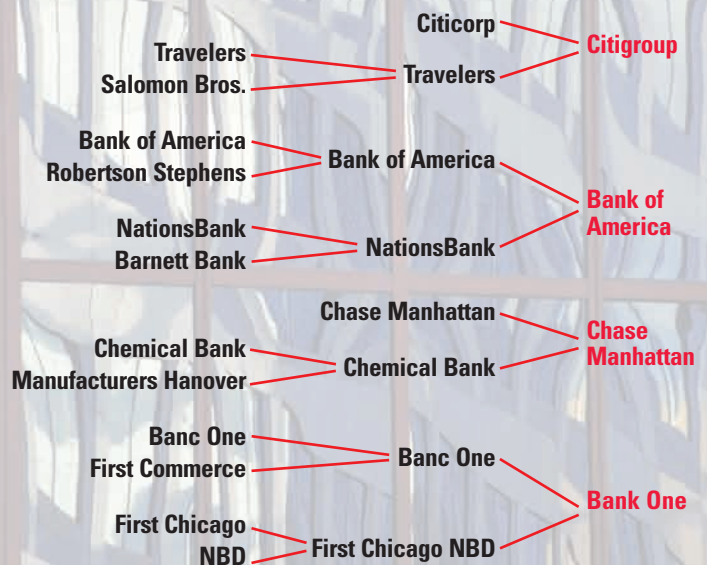 Citicorp
Citigroup
Travelers
Salomon Bros.
Travelers
Bank of America
Robertson Stephens
Bank of America
Bank of
America
NationsBank
Barnett Bank
NationsBank
Chase Manhattan
Chase
Manhattan
Chemical Bank
Manufacturers Hanover
Chemical Bank
Banc One
First Commerce
Banc One
Bank One
First Chicago
NBD
First Chicago NBD